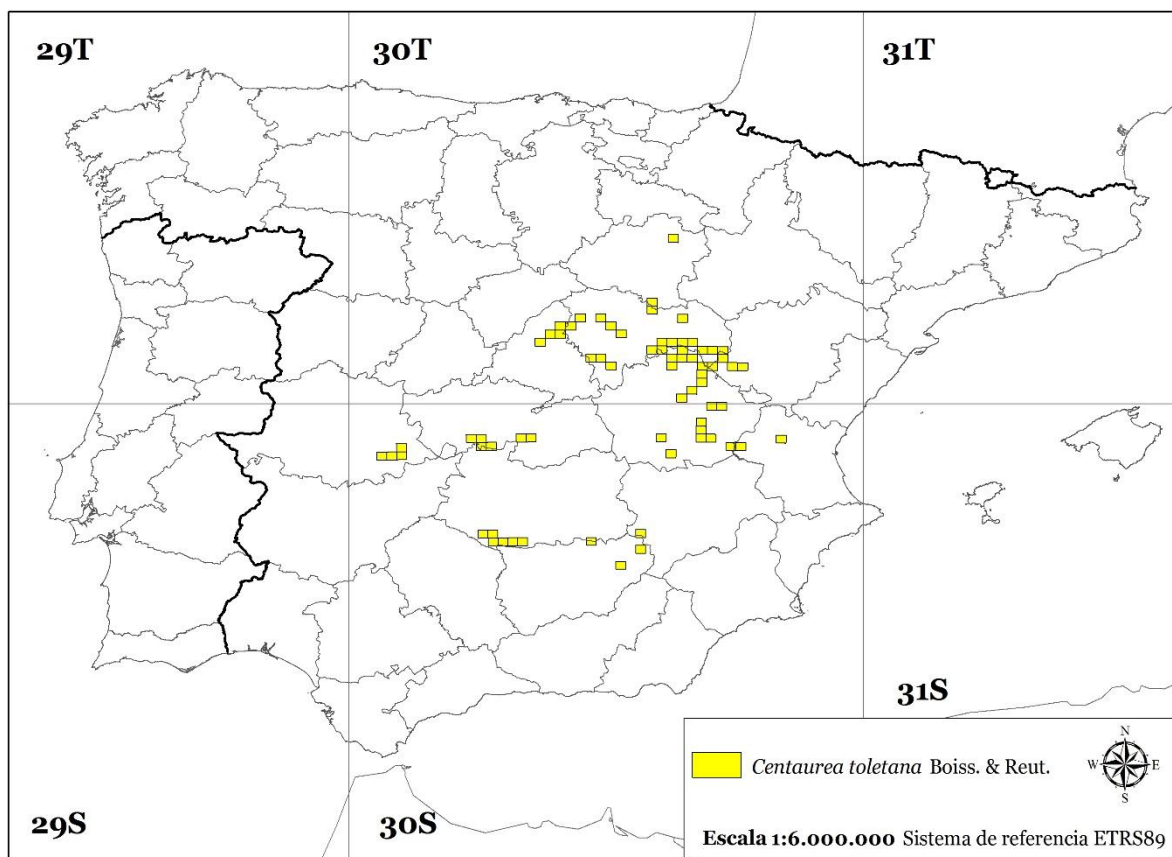 29T
30T
31T
31S
29S
30S
Centaurea toletana Boiss. & Reut.
N
W E
S
Escala 1:6.000.000 Sistema de referencia ETRS89